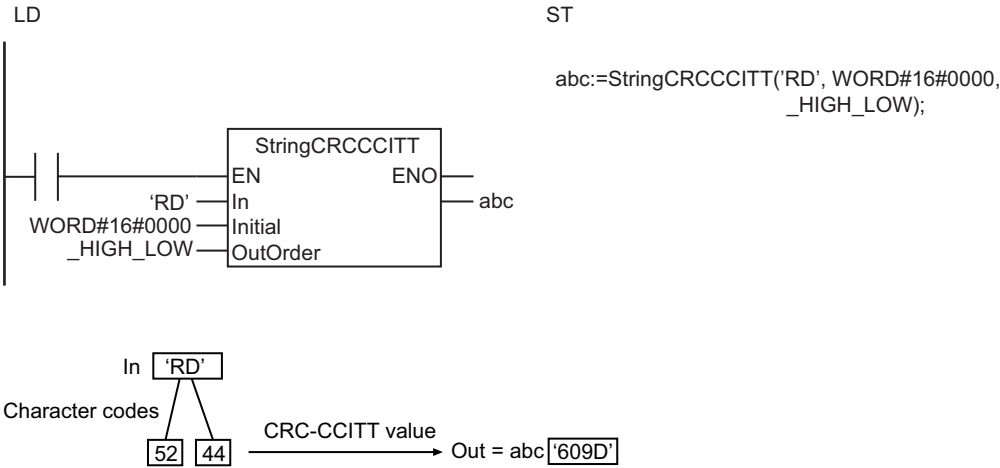 LD
ST
abc:=StringCRCCCITT('RD', WORD#16#0000,
_HIGH_LOW);
StringCRCCCITT
EN
ENO
‘RD’
In
abc
WORD#16#0000
Initial
_HIGH_LOW
OutOrder
In ‘RD’
Character codes
52 44
CRC-CCITT value
Out = abc ‘609D’